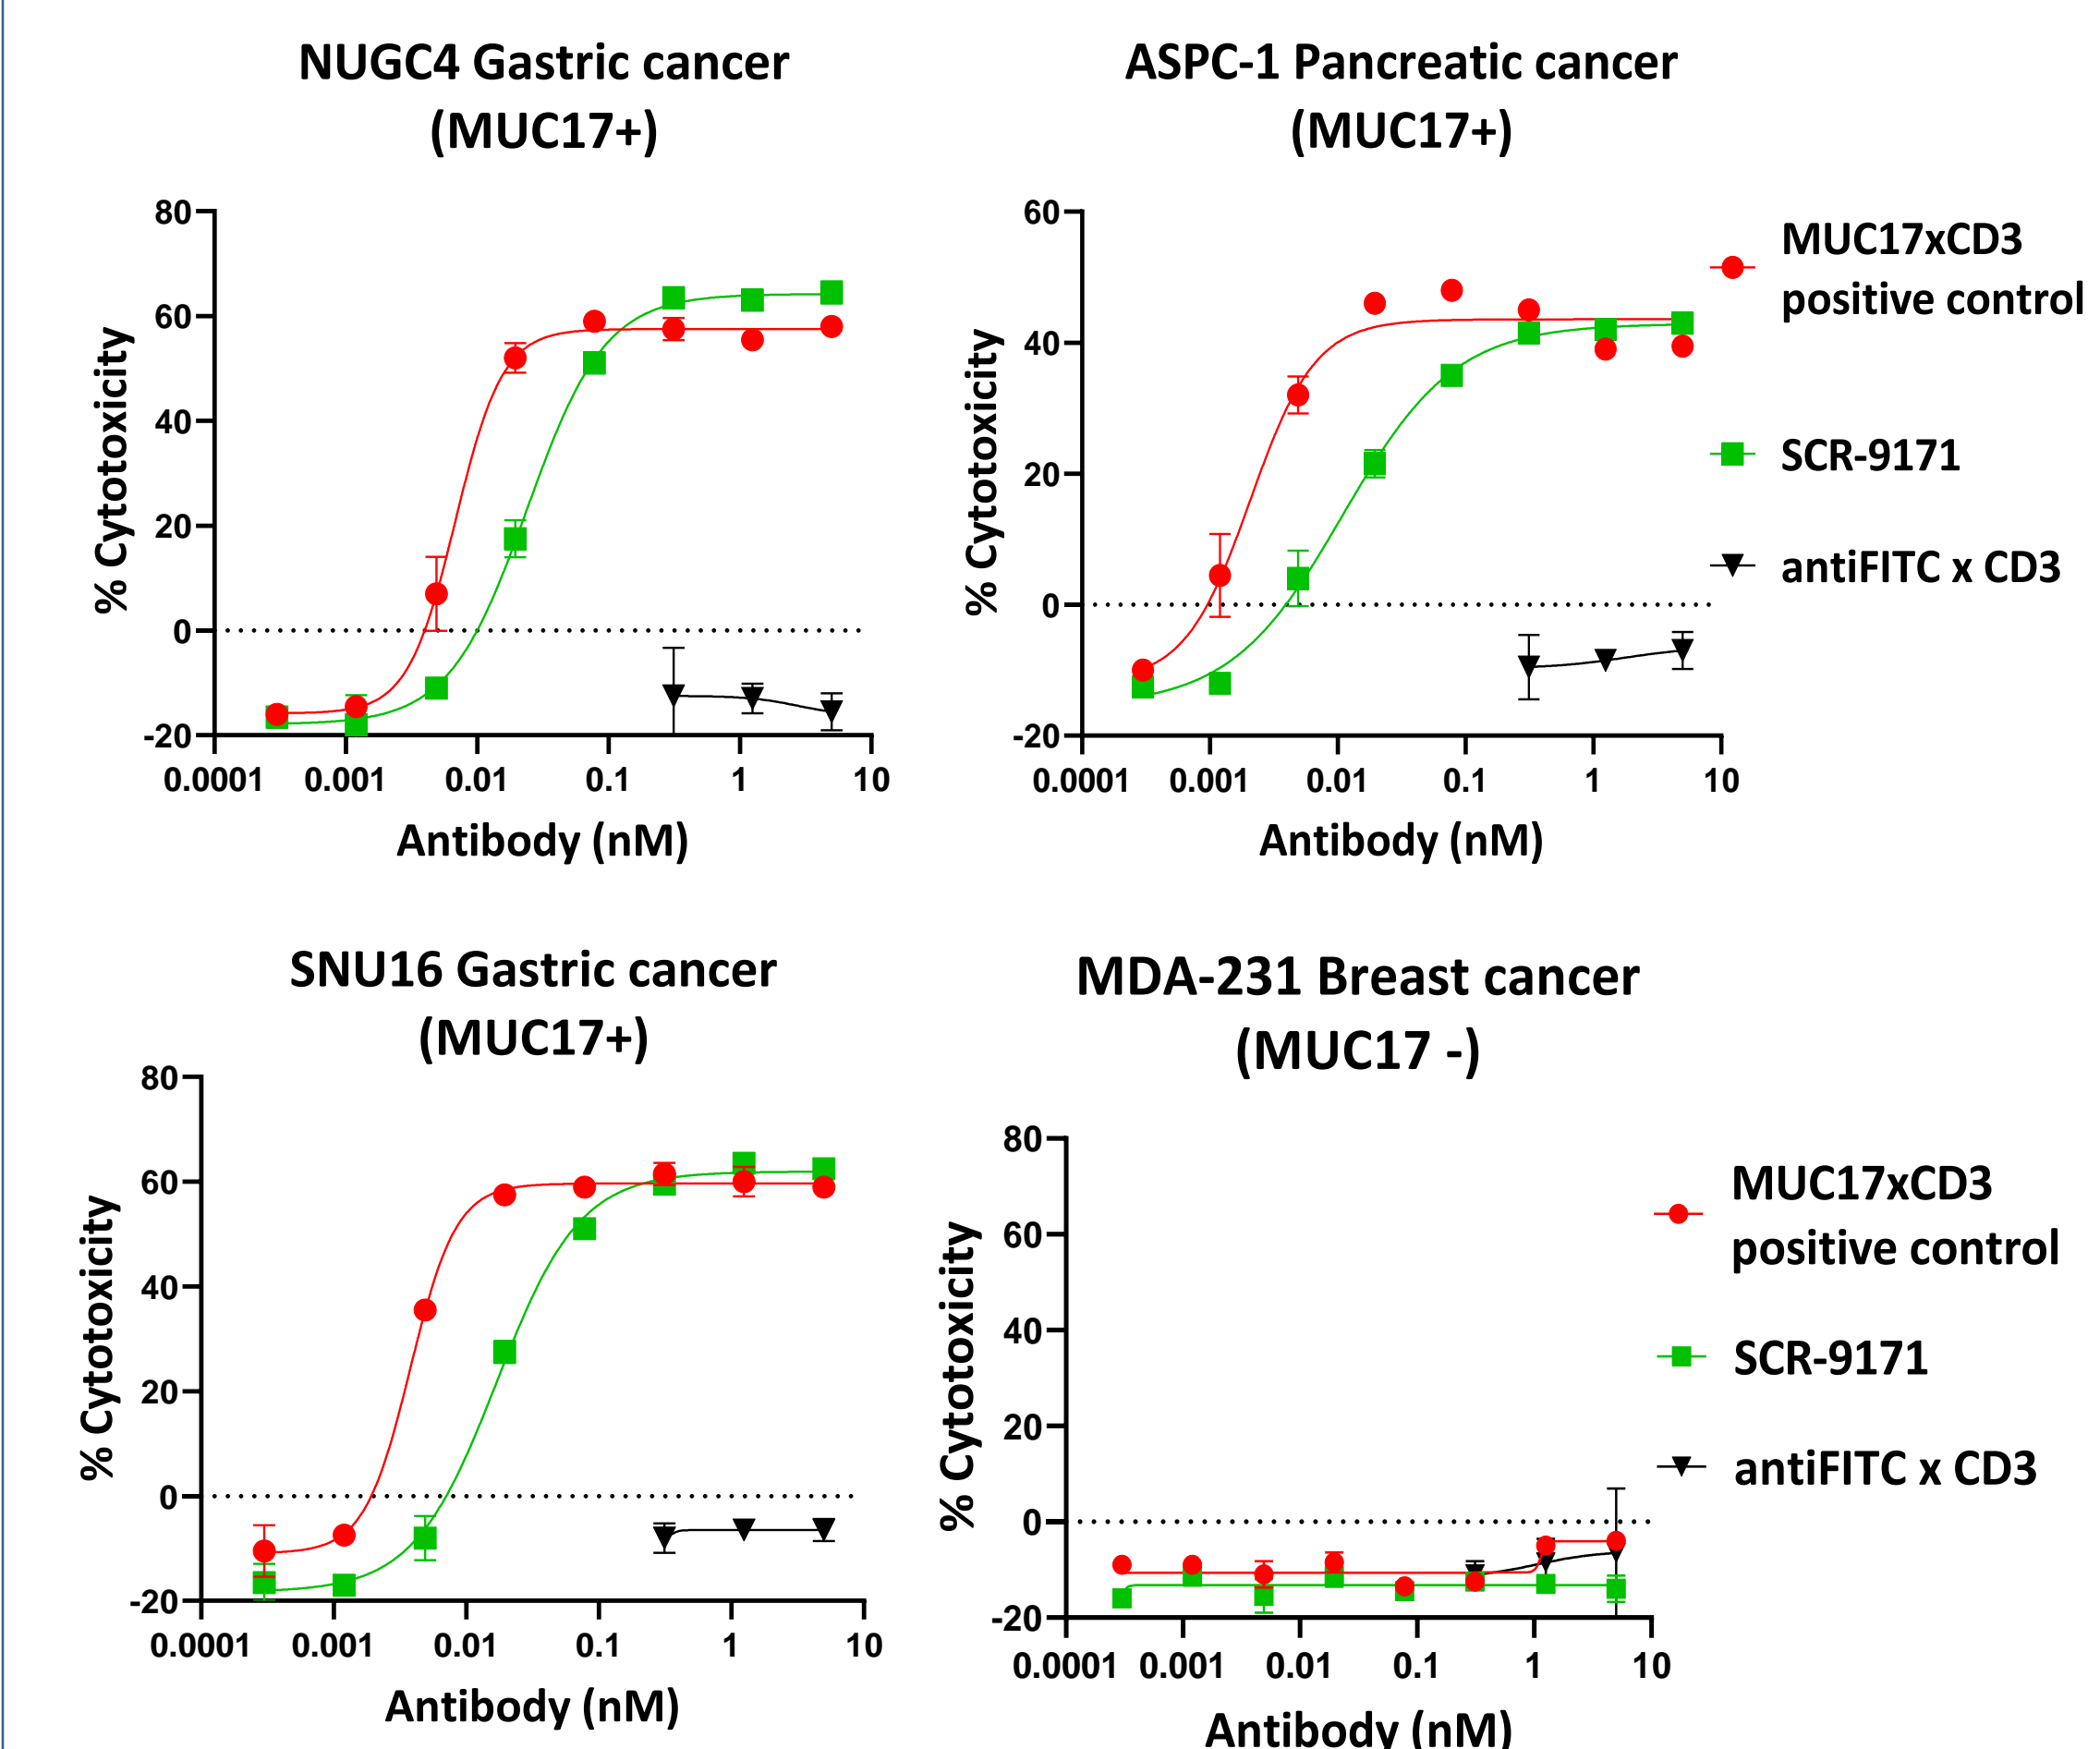 NUGC4 Gastric cancer
(MUC17+)
80
60
40
20
0
-20
% Cytotoxicity
0.0001 0.001 0.01 0.1 1 10
Antibody (nM)
ASPC-1 Pancreatic cancer
(MUC17+)
60
40
20
0
-20
% Cytotoxicity
0.0001 0.001 0.01 0.1 1 10
Antibody (nM)
MUC17xCD3
positive control
SCR-9171
antiFITC x CD3
SNU16 Gastric cancer
(MUC17+)
80
60
40
20
0
-20
% Cytotoxicity
0.0001 0.001 0.01 0.1 1 10
Antibody (nM)
MDA-231 Breast cancer
(MUC17 -)
80
60
40
20
0
-20
% Cytotoxicity
0.0001 0.001 0.01 0.1 1 10
Antibody (nM)
MUC17xCD3
positive control
SCR-9171
antiFITC x CD3